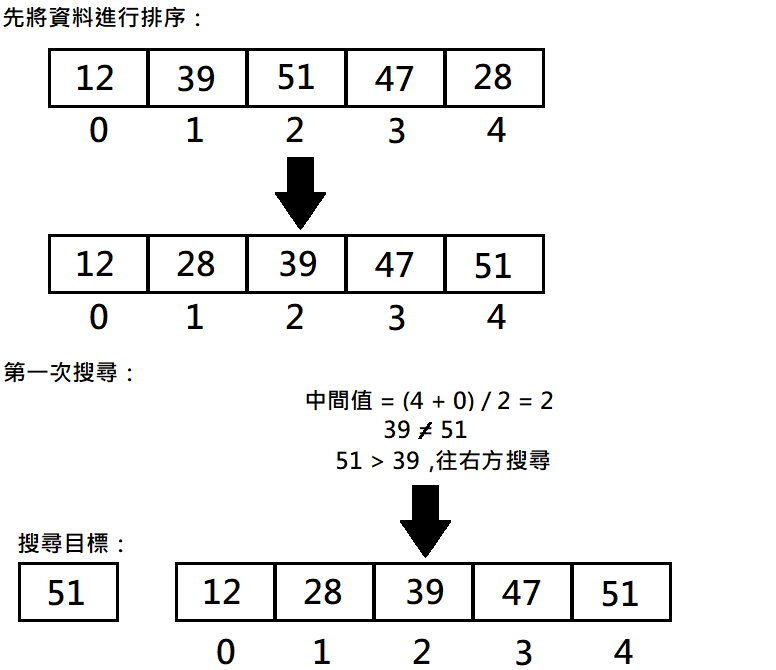 先將資料進行排序：
12 39 51 47 28
0 1 2 3 4
12 28 39 47 51
0 1 2 3 4
第一次搜尋：
中間值 = (4 + 0) / 2 = 2
39 ≠ 51
51 > 39 ,往右方搜尋
搜尋目標：
51 12 28 39 47 51
0 1 2 3 4